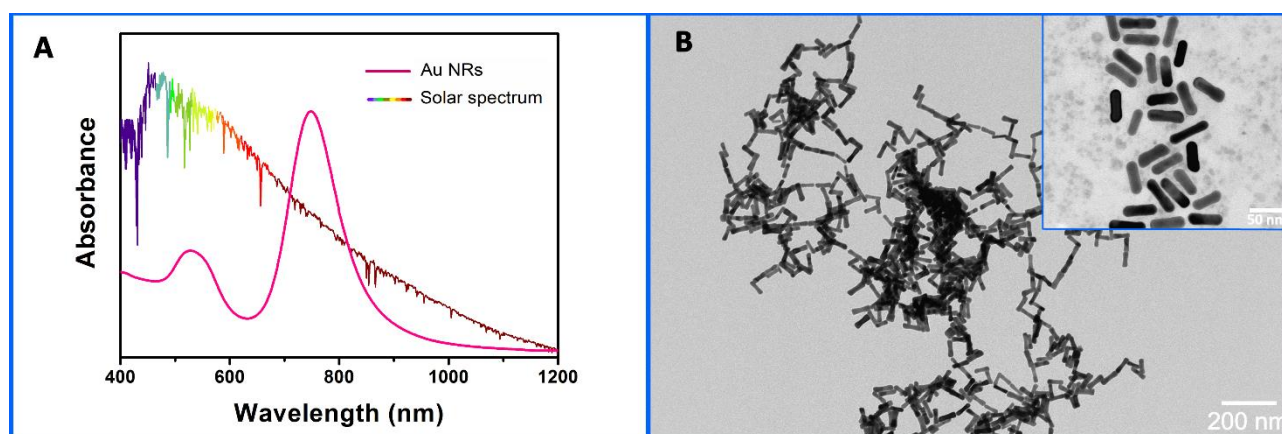 A
Au NRs
Solar spectrum
Absorbance
400 600 800 1000 1200
Wavelength (nm)
B
50 nm
200 nm